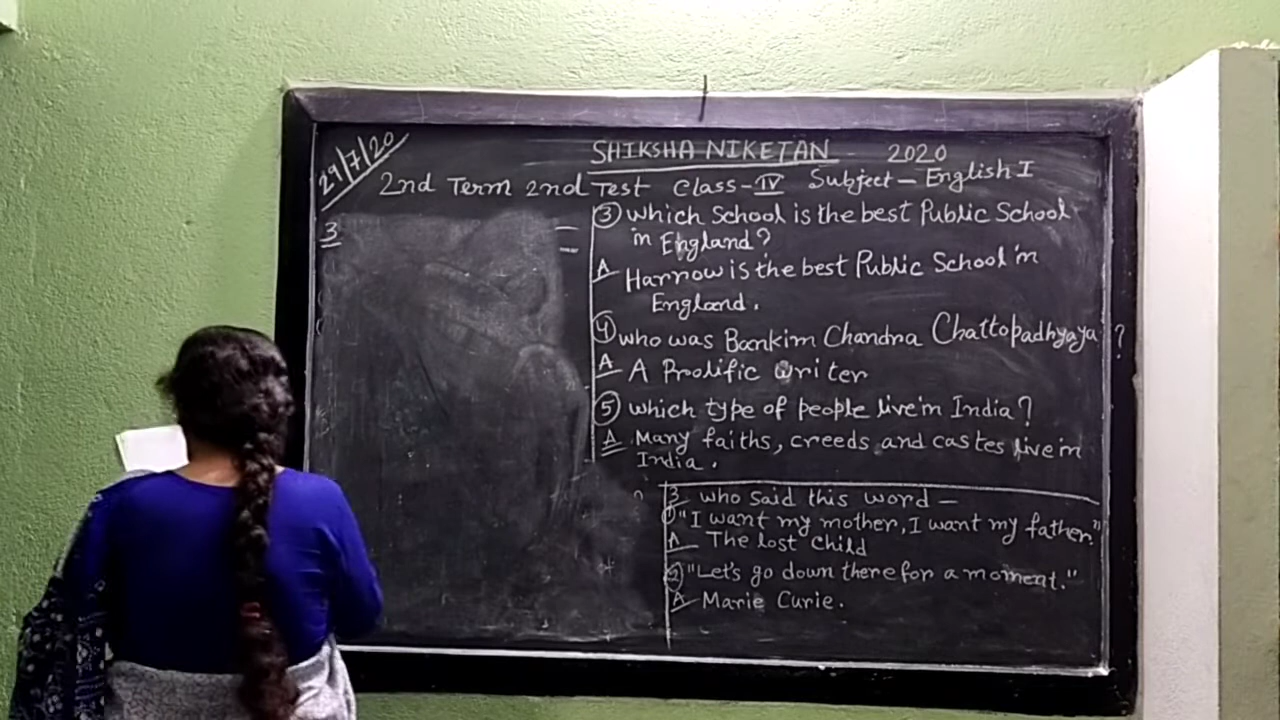 29/7/20
SHIKSHA NIKETAN 2020
2nd Term 2nd Test Class-IV Subject - English I
3
③ Which School is the best Public School
in England?
A Harrow is the best Public School in
England.
④ who was Bankim Chandra Chattopadhyaya ?
A A Prolific writer
⑤ which type of people live in India?
A Many faiths, creeds and castes live in
India.
3 who said this word —
① "I want my mother, I want my father."
A The lost child
② "Let's go down there for a moment."
A Marie Curie.